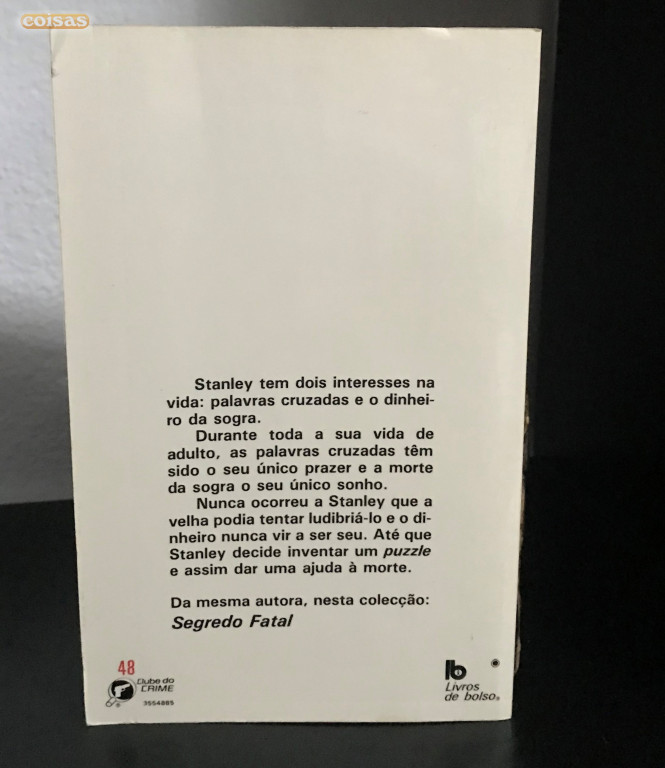 coisas
Stanley tem dois interesses na
vida: palavras cruzadas e o dinhei-
ro da sogra.
Durante toda a sua vida de
adulto, as palavras cruzadas têm
sido o seu único prazer e a morte
da sogra o seu único sonho.
Nunca ocorreu a Stanley que a
velha podia tentar ludibriá-lo e o di-
nheiro nunca vir a ser seu. Até que
Stanley decide inventar um puzzle
e assim dar uma ajuda à morte.
Da mesma autora, nesta colecção:
Segredo Fatal
48
Clube do
CRIME
3554885
lb
Livros
de bolso